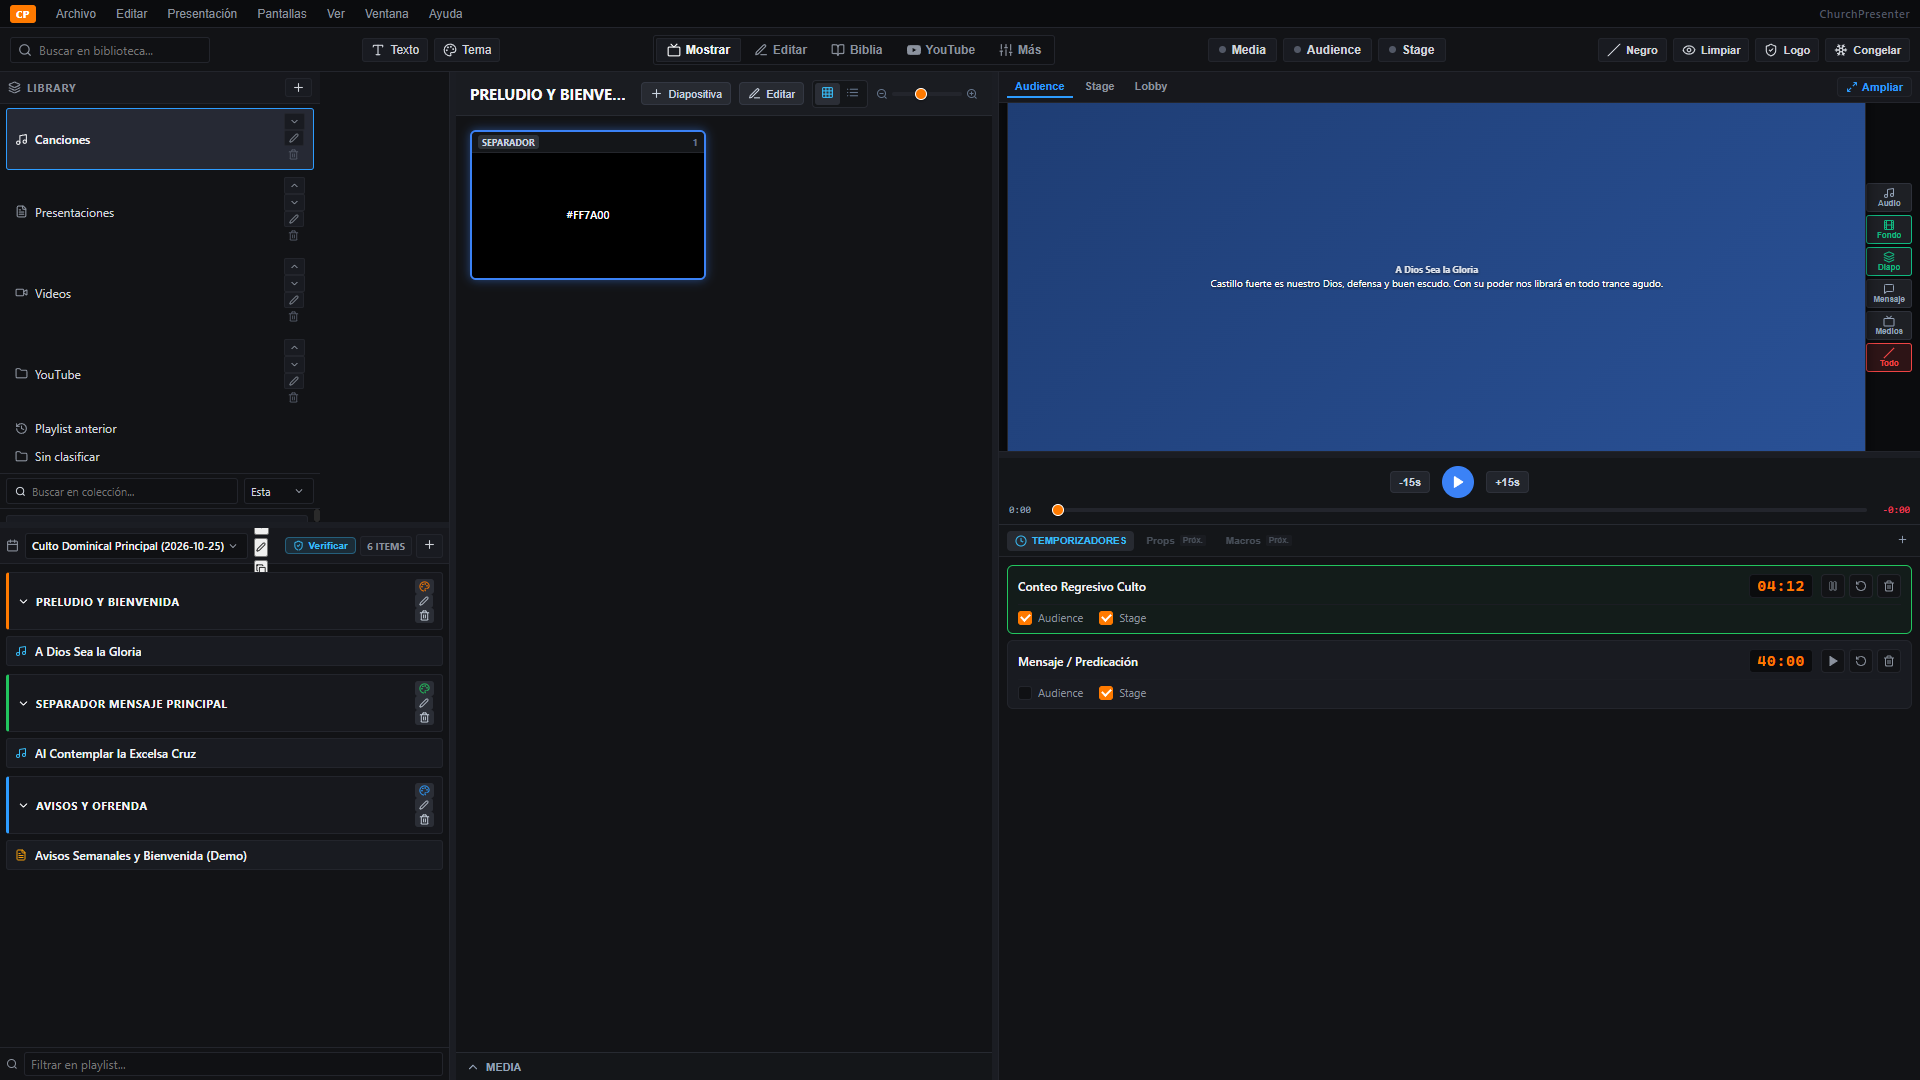 CP Archivo Editar Presentación Pantallas Ver Ventana Ayuda ChurchPresenter
Buscar en biblioteca... Texto Tema Mostrar Editar Biblia YouTube Más Media Audience Stage Negro Limpiar Logo Congelar
LIBRARY
Canciones
Presentaciones
Videos
YouTube
Playlist anterior
Sin clasificar
Buscar en colección... Esta
Culto Dominical Principal (2026-10-25) Verificar 6 ITEMS
PRELUDIO Y BIENVENIDA
A Dios Sea la Gloria
SEPARADOR MENSAJE PRINCIPAL
Al Contemplar la Excelsa Cruz
AVISOS Y OFRENDA
Avisos Semanales y Bienvenida (Demo)
Filtrar en playlist...
PRELUDIO Y BIENVE... Diapositiva Editar
SEPARADOR 1
#FF7A00
MEDIA
Audience Stage Lobby Ampliar
A Dios Sea la Gloria
Castillo fuerte es nuestro Dios, defensa y buen escudo. Con su poder nos librará en todo trance agudo.
Audio
Fondo
Diapo
Mensaje
Medios
Todo
-15s +15s
0:00 -0:00
TEMPORIZADORES Props Próx. Macros Próx.
Conteo Regresivo Culto 04:12
Audience Stage
Mensaje / Predicación 40:00
Audience Stage